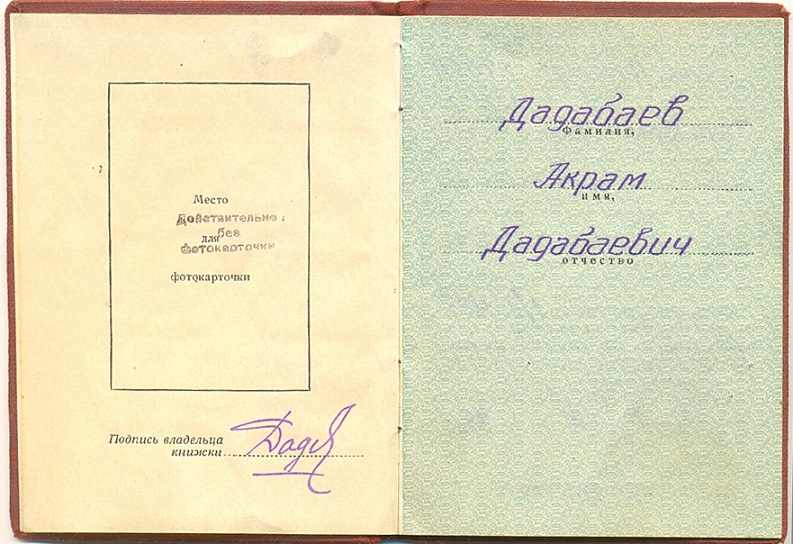 Место
Действительно
для без
фотокарточки
фотокарточки
Подпись владельца
книжки
Дадабаев
Фамилия,
Акрам
имя,
Дадабаевич
отчество